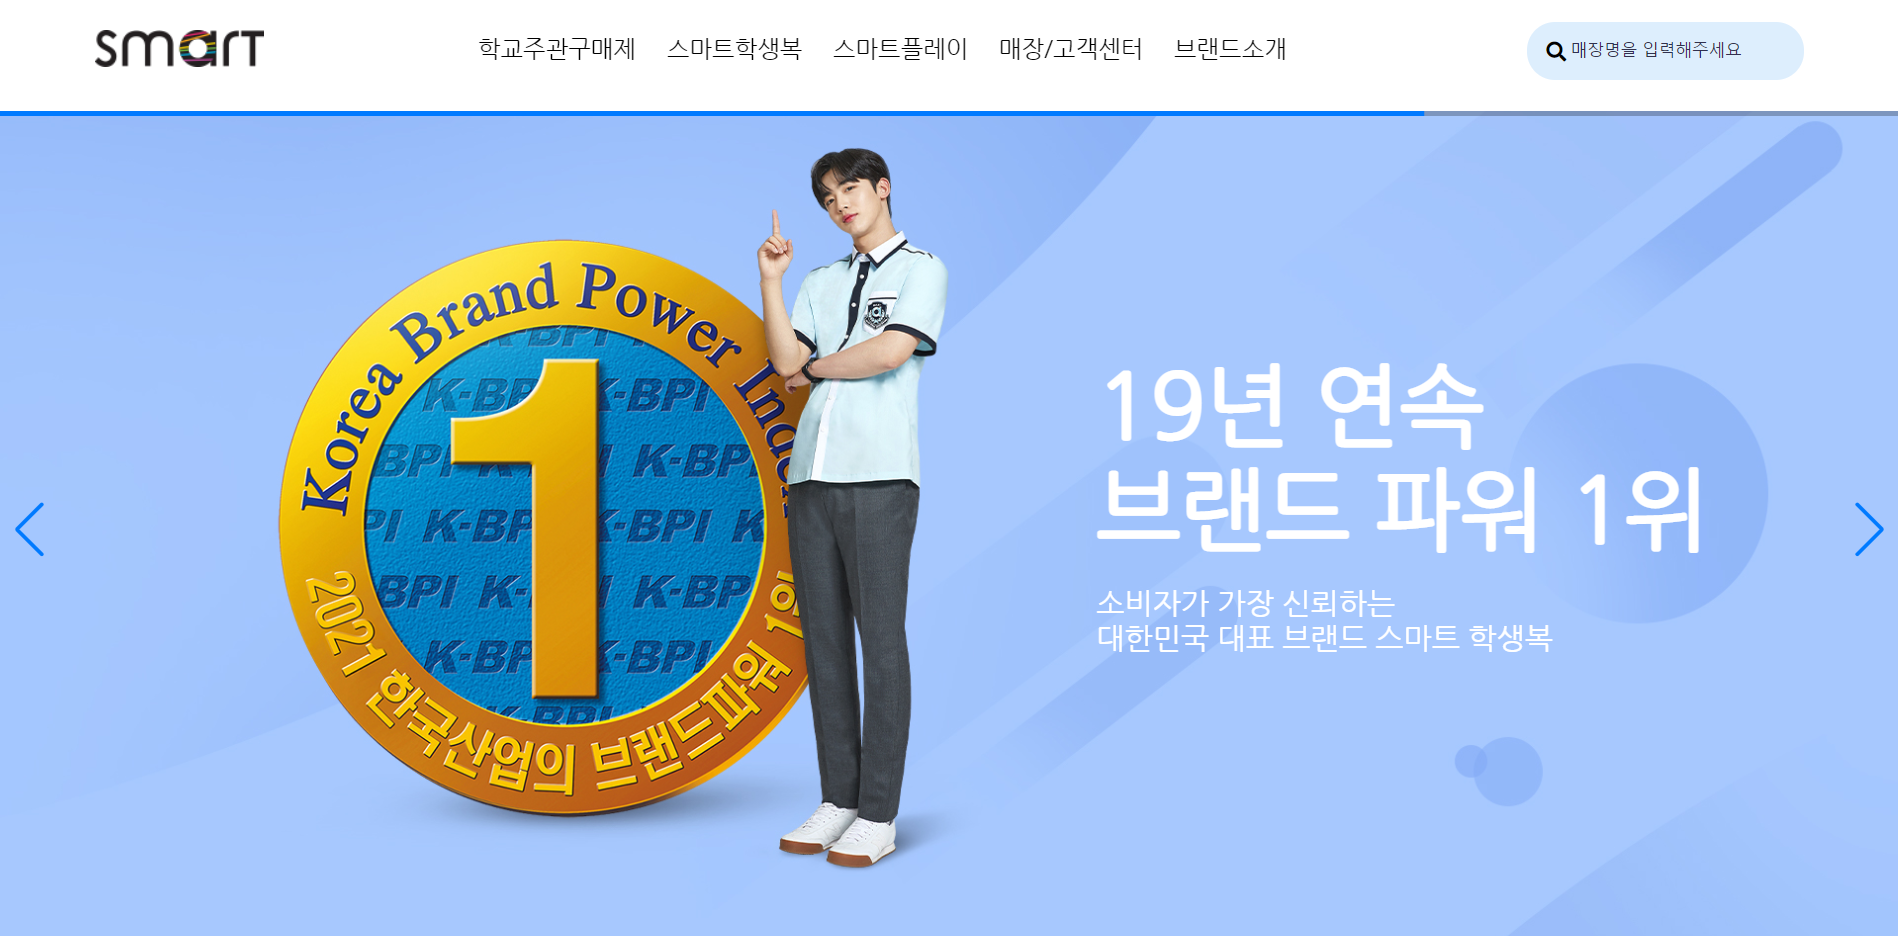 smart
학교주관구매제 스마트학생복 스마트플레이 매장/고객센터 브랜드소개
매장명을 입력해주세요
Korea Brand Power
K-BPI
1
2021 한국산업의 브랜드파워 1위
19년 연속
브랜드 파워 1위
소비자가 가장 신뢰하는
대한민국 대표 브랜드 스마트 학생복